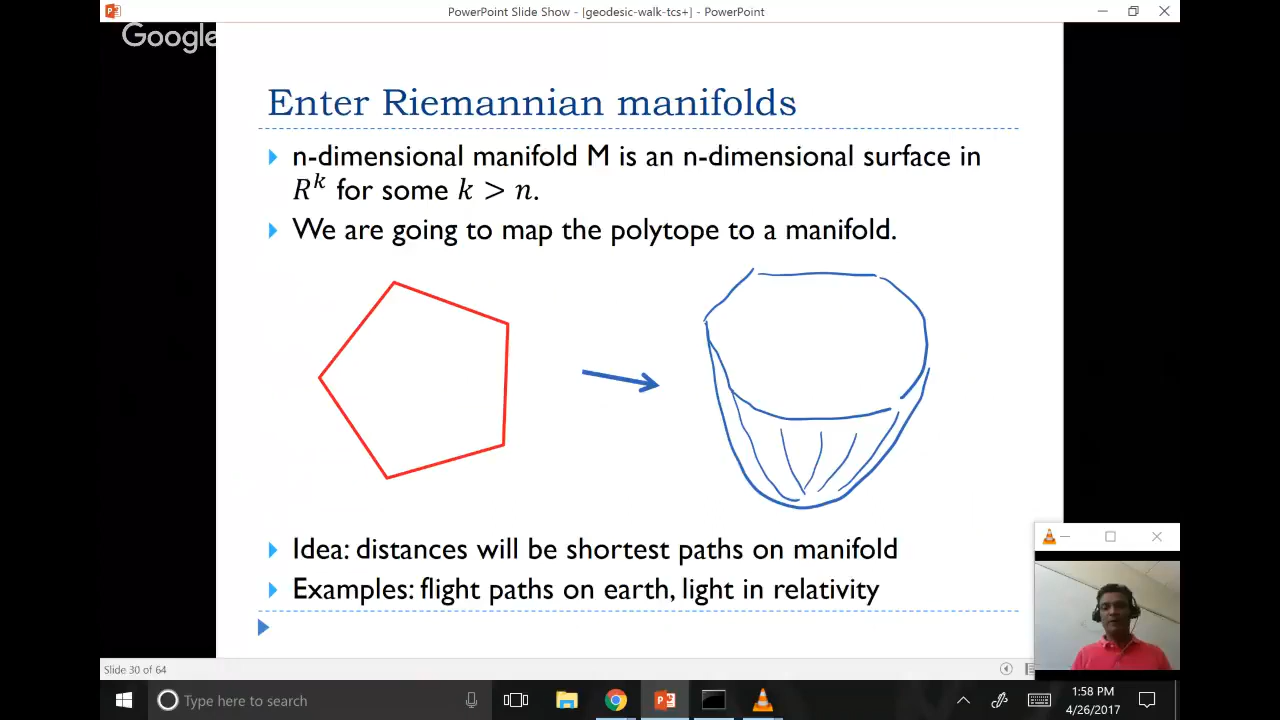 PowerPoint Slide Show - [geodesic-walk-tcs+] - PowerPoint
Google
Enter Riemannian manifolds
n-dimensional manifold M is an n-dimensional surface in
R^k for some k > n.
We are going to map the polytope to a manifold.
Idea: distances will be shortest paths on manifold
Examples: flight paths on earth, light in relativity
Slide 30 of 64
Type here to search
1:58 PM
4/26/2017